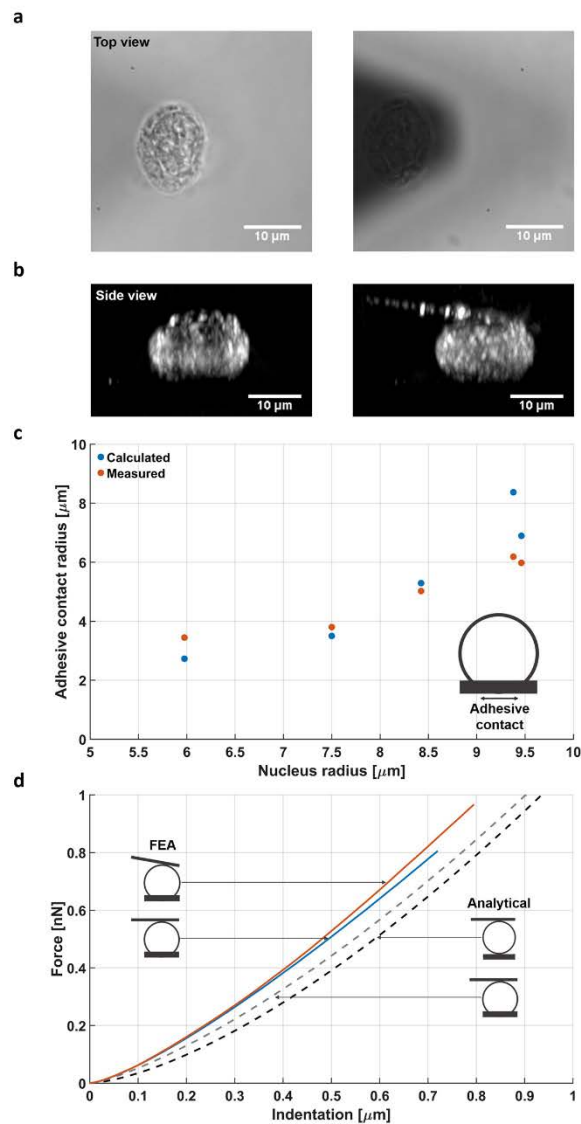 a
Top view
10 μm
10 μm
b
Side view
10 μm
10 μm
c
10
8
6
4
2
0
Adhesive contact radius [μm]
Calculated
Measured
Adhesive
contact
5
5.5
6
6.5
7
7.5
8
8.5
9
9.5
10
Nucleus radius [μm]
d
1
0.8
0.6
0.4
0.2
0
Force [nN]
FEA
Analytical
0
0.1
0.2
0.3
0.4
0.5
0.6
0.7
0.8
0.9
1
Indentation [μm]